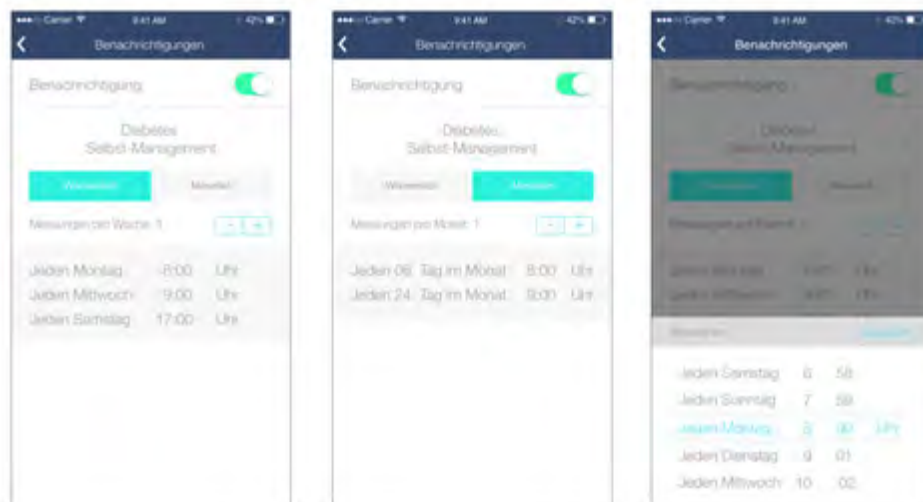 Carrier 9:41 AM 42%
Benachrichtigungen
Benachrichtigung
Diabetes
Selbst-Management
Wöchentlich Monatlich
Messungen pro Woche: 1 - +
Jeden Montag 8:00 Uhr
Jeden Mittwoch 9:00 Uhr
Jeden Samstag 17:00 Uhr
Carrier 9:41 AM 42%
Benachrichtigungen
Benachrichtigung
Diabetes
Selbst-Management
Wöchentlich Monatlich
Messungen pro Monat: 1 - +
Jeden 06. Tag im Monat 8:00 Uhr
Jeden 24. Tag im Monat 9:00 Uhr
Carrier 9:41 AM 42%
Benachrichtigungen
Benachrichtigung
Diabetes
Selbst-Management
Jeden Samstag 6 58
Jeden Sonntag 7 59
Jeden Montag 8 00 Uhr
Jeden Dienstag 9 01
Jeden Mittwoch 10 02